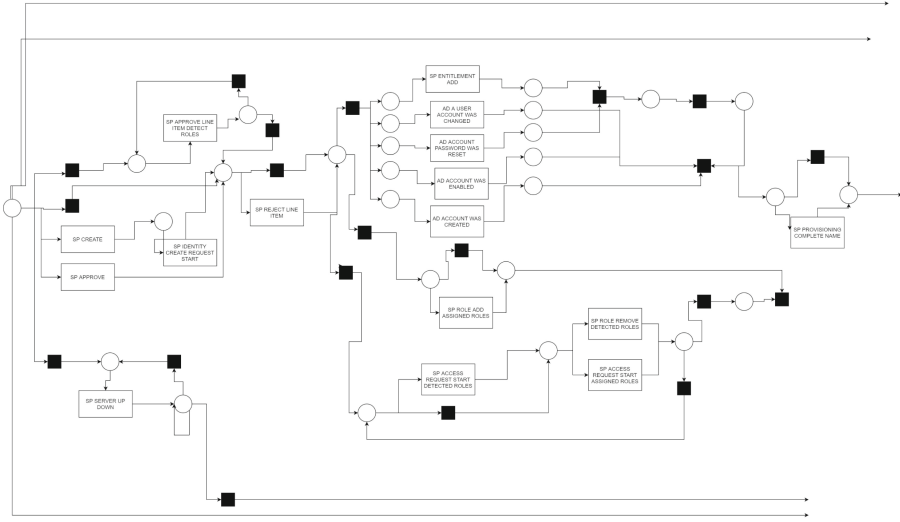 SP ENTITLEMENT
ADD
AD A USER
ACCOUNT WAS
CHANGED
SP APPROVE LINE
ITEM DETECT
ROLES
AD ACCOUNT
PASSWORD WAS
RESET
AD ACCOUNT WAS
ENABLED
SP REJECT LINE
ITEM
AD ACCOUNT WAS
CREATED
SP CREATE
SP IDENTITY
CREATE REQUEST
START
SP PROVISIONING
COMPLETE NAME
SP APPROVE
SP ROLE ADD
ASSIGNED ROLES
SP ROLE REMOVE
DETECTED ROLES
SP ACCESS
REQUEST START
DETECTED ROLES
SP ACCESS
REQUEST START
ASSIGNED ROLES
SP SERVER UP
DOWN